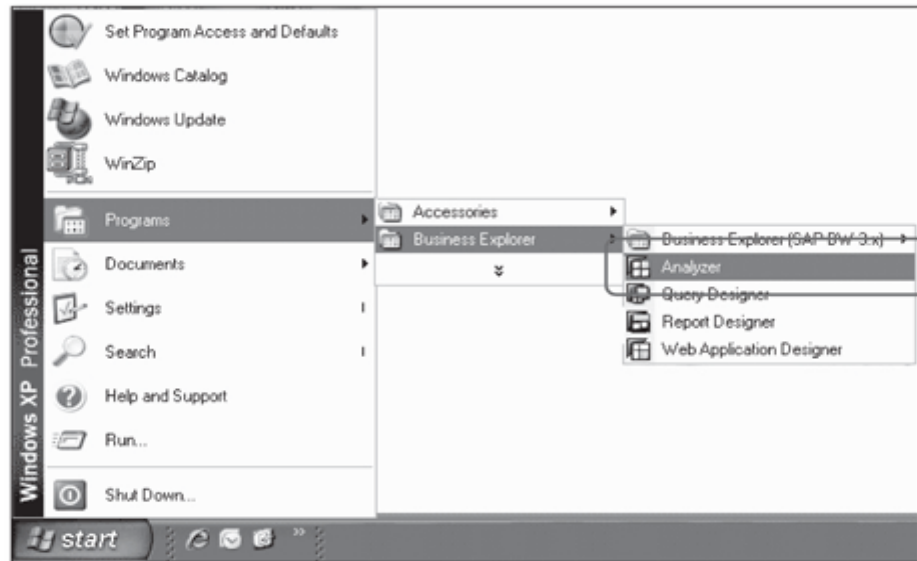 Set Program Access and Defaults
Windows Catalog
Windows Update
WinZip
Programs
Documents
Settings
Search
Help and Support
Run...
Shut Down...
Windows XP Professional
Accessories
Business Explorer
Business Explorer (SAP BW 3.x)
Analyzer
Query Designer
Report Designer
Web Application Designer
start